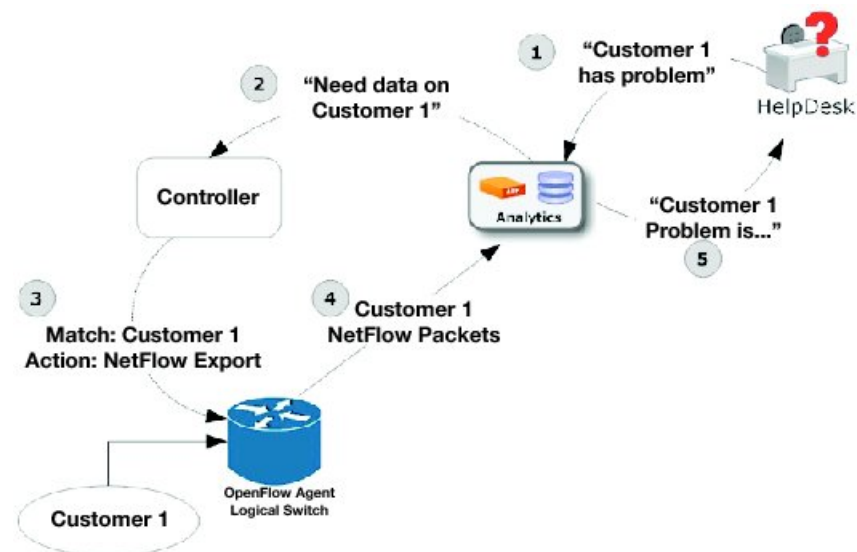 1
“Customer 1
has problem”
HelpDesk
2
“Need data on
Customer 1”
Controller
Analytics
“Customer 1
Problem is...”
5
3
Match: Customer 1
Action: NetFlow Export
4
Customer 1
NetFlow Packets
OpenFlow Agent
Logical Switch
Customer 1